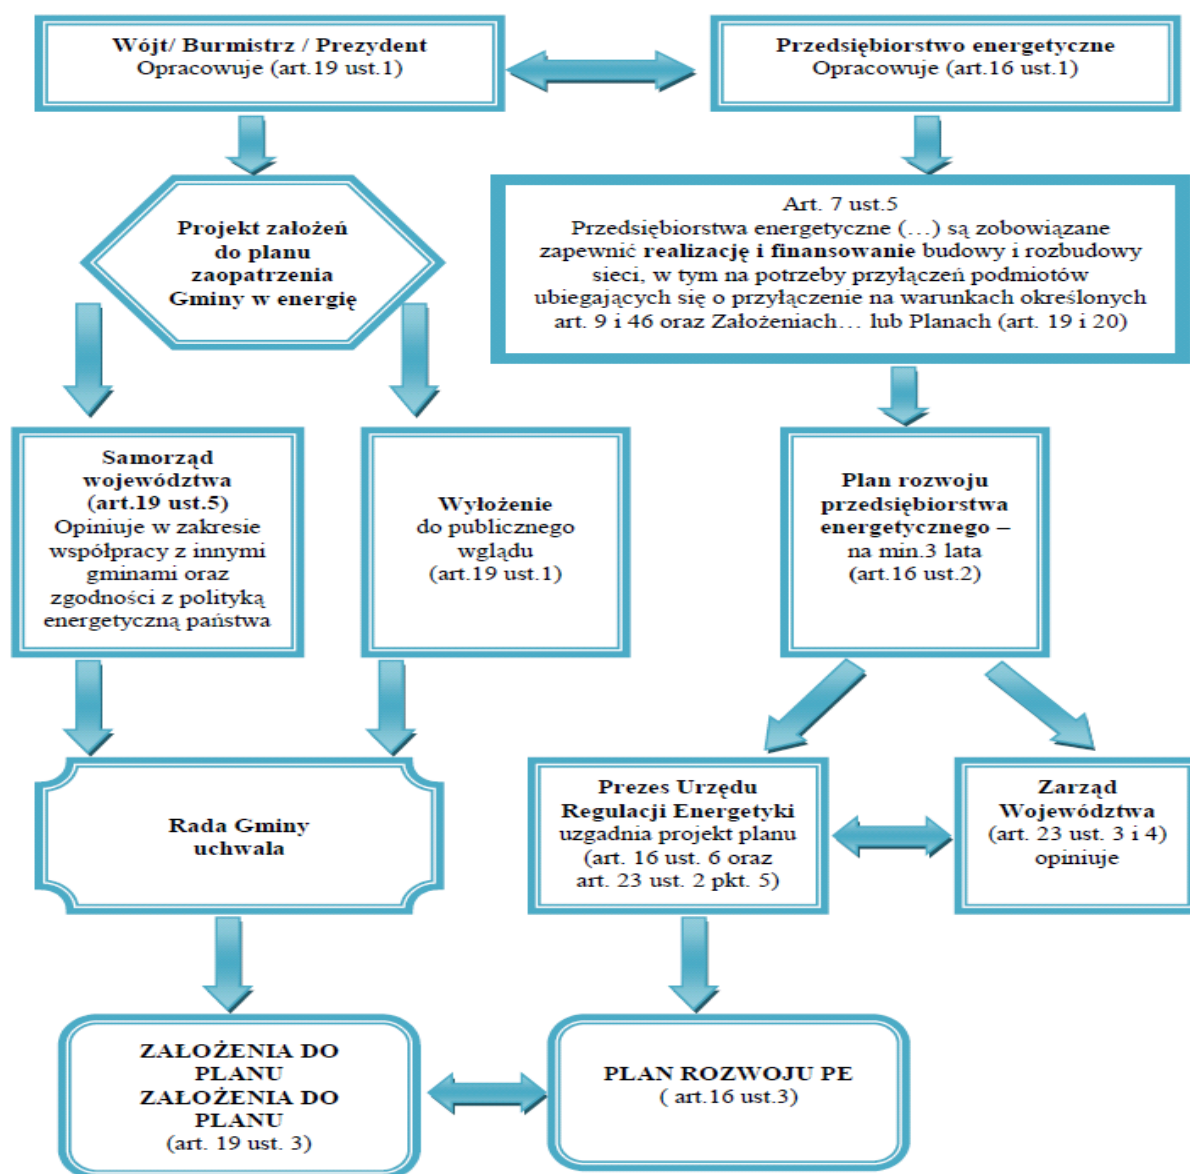 Wójt/ Burmistrz / Prezydent
Opracowuje (art.19 ust.1)
Przedsiębiorstwo energetyczne
Opracowuje (art.16 ust.1)
Projekt założeń
do planu
zaopatrzenia
Gminy w energię
Art. 7 ust.5
Przedsiębiorstwa energetyczne (…) są zobowiązane
zapewnić realizację i finansowanie budowy i rozbudowy
sieci, w tym na potrzeby przyłączeń podmiotów
ubiegających się o przyłączenie na warunkach określonych
art. 9 i 46 oraz Założeniach… lub Planach (art. 19 i 20)
Samorząd
województwa
(art.19 ust.5)
Opiniuje w zakresie
współpracy z innymi
gminami oraz
zgodności z polityką
energetyczną państwa
Wyłożenie
do publicznego
wglądu
(art.19 ust.1)
Plan rozwoju
przedsiębiorstwa
energetycznego –
na min.3 lata
(art.16 ust.2)
Rada Gminy
uchwala
Prezes Urzędu
Regulacji Energetyki
uzgadnia projekt planu
(art. 16 ust. 6 oraz
art. 23 ust. 2 pkt. 5)
Zarząd
Województwa
(art. 23 ust. 3 i 4)
opiniuje
ZAŁOŻENIA DO
PLANU
ZAŁOŻENIA DO
PLANU
(art. 19 ust. 3)
PLAN ROZWOJU PE
( art.16 ust.3)